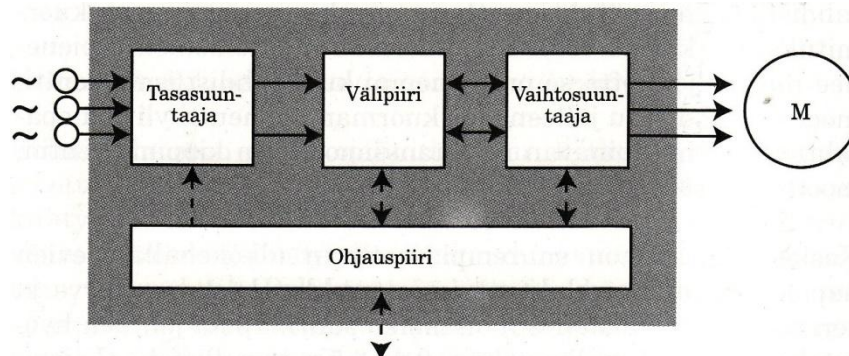 ~
~
~
Tasasuun-
taaja
Välipiiri
Vaihtosuun-
taaja
M
Ohjauspiiri